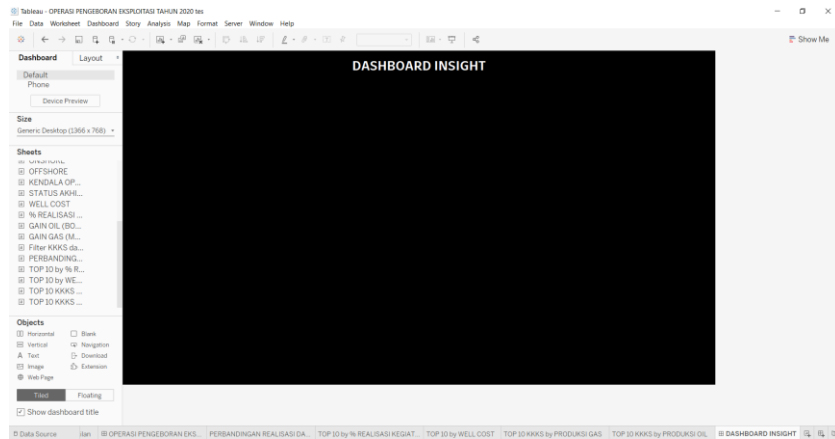 Tableau - OPERASI PENGEBORAN EKSPLOITASI TAHUN 2020 tes
File Data Worksheet Dashboard Story Analysis Map Format Server Window Help
Show Me
Dashboard Layout
DASHBOARD INSIGHT
Default
Phone
Device Preview
Size
Generic Desktop (1366 x 768)
Sheets
ONSHORE
OFFSHORE
KENDALA OP...
STATUS AKHI...
WELL COST
% REALISASI ...
GAIN OIL (BO...
GAIN GAS (M...
Filter KKKS da...
PERBANDING...
TOP 10 by % R...
TOP 10 by WE...
TOP 10 KKKS ...
TOP 10 KKKS ...
Objects
Horizontal Blank
Vertical Navigation
A Text Download
Image Extension
Web Page
Tiled Floating
Show dashboard title
Data Source ilan OPERASI PENGEBORAN EKS... PERBANDINGAN REALISASI DA... TOP 10 by % REALISASI KEGIAT... TOP 10 by WELL COST TOP 10 KKKS by PRODUKSI GAS TOP 10 KKKS by PRODUKSI OIL DASHBOARD INSIGHT